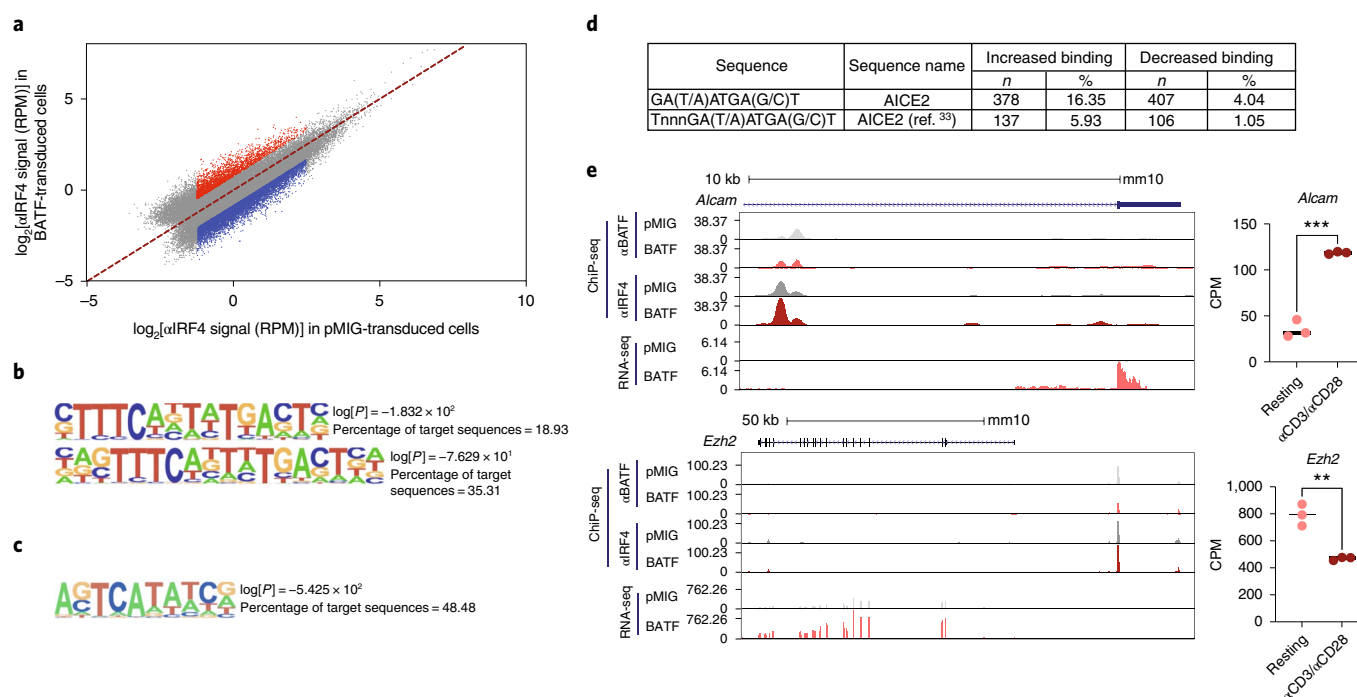 a
log2[αIRF4 signal (RPM)] in
BATF-transduced cells
5
0
−5
−5
0
5
10
log2[αIRF4 signal (RPM)] in pMIG-transduced cells
b
log[P] = −1.832 × 10²
Percentage of target sequences = 18.93
log[P] = −7.629 × 10¹
Percentage of target
sequences = 35.31
c
log[P] = −5.425 × 10²
Percentage of target sequences = 48.48
d
Sequence Sequence name Increased binding Decreased binding
n % n %
GA(T/A)ATGA(G/C)T AICE2 378 16.35 407 4.04
TnnnGA(T/A)ATGA(G/C)T AICE2 (ref. 33) 137 5.93 106 1.05
e
10 kb mm10
Alcam
ChiP-seq
αBATF
pMIG 38.37
0
BATF 38.37
0
αIRF4
pMIG 38.37
0
BATF 38.37
0
RNA-seq
pMIG 6.14
0
BATF 6.14
0
Alcam
***
CPM
150
100
50
0
Resting
αCD3/αCD28
50 kb mm10
Ezh2
ChiP-seq
αBATF
pMIG 100.23
0
BATF 100.23
0
αIRF4
pMIG 100.23
0
BATF 100.23
0
RNA-seq
pMIG 762.26
0
BATF 762.26
0
Ezh2
**
CPM
1,000
800
600
400
200
0
Resting
αCD3/αCD28